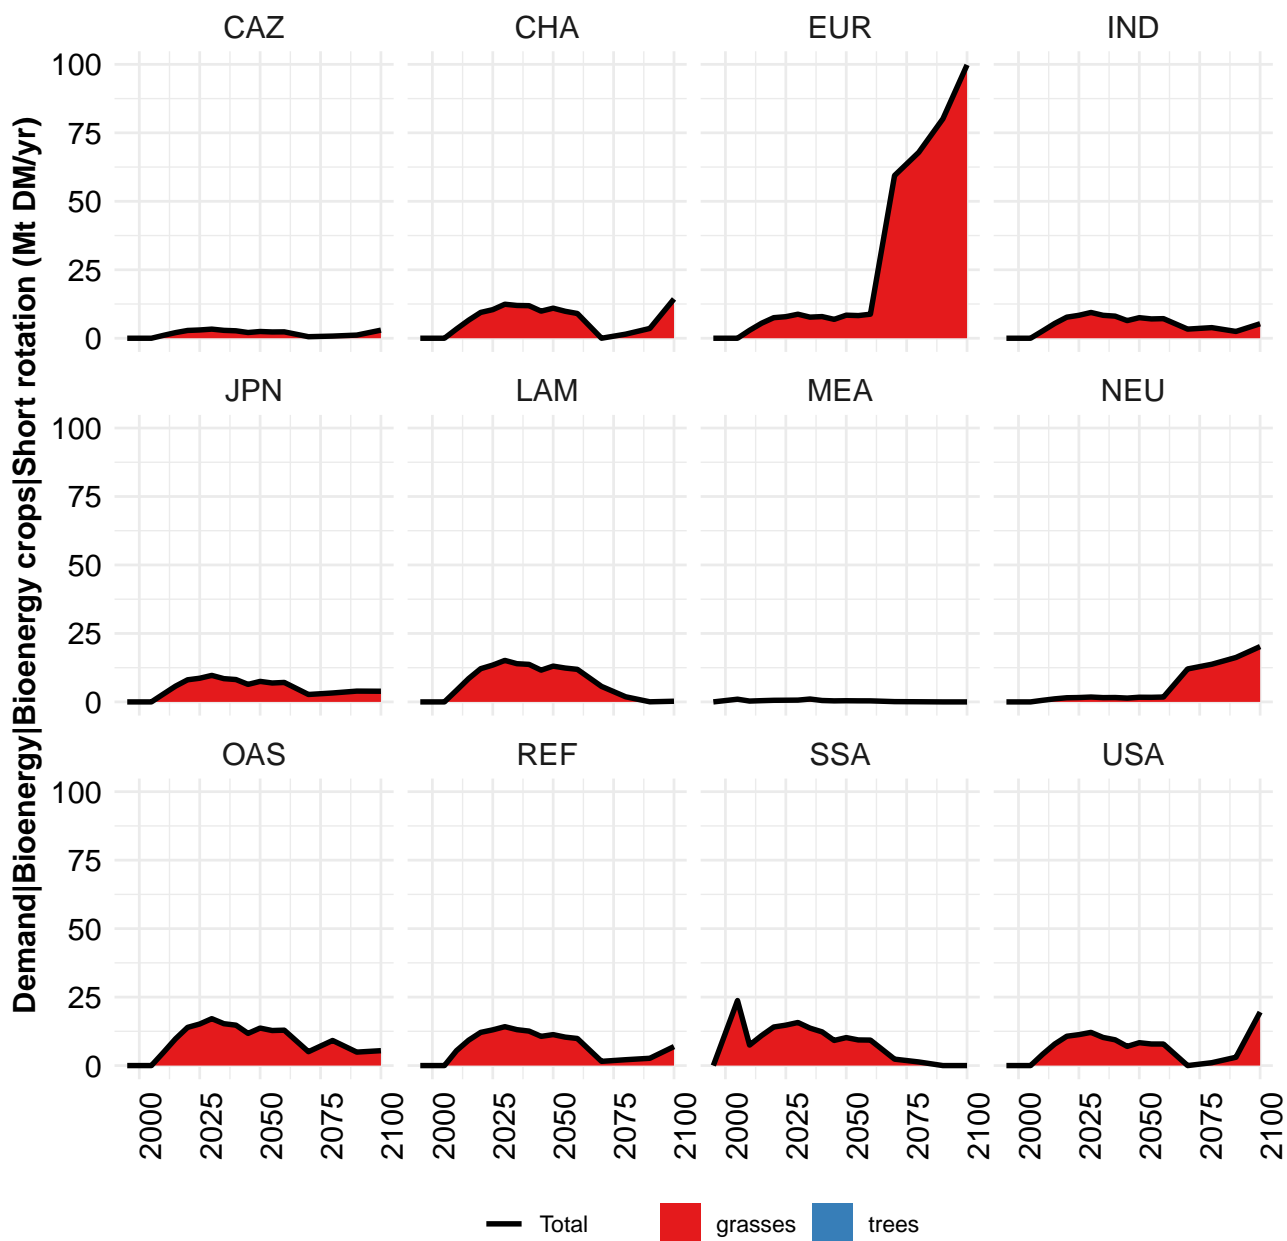 Demand|Bioenergy|Bioenergy crops|Short rotation (Mt DM/yr)
CAZ CHA EUR IND
100
75
50
25
0
JPN LAM MEA NEU
100
75
50
25
0
OAS REF SSA USA
100
75
50
25
0
2000 2025 2050 2075 2100 2000 2025 2050 2075 2100 2000 2025 2050 2075 2100 2000 2025 2050 2075 2100
Total grasses trees